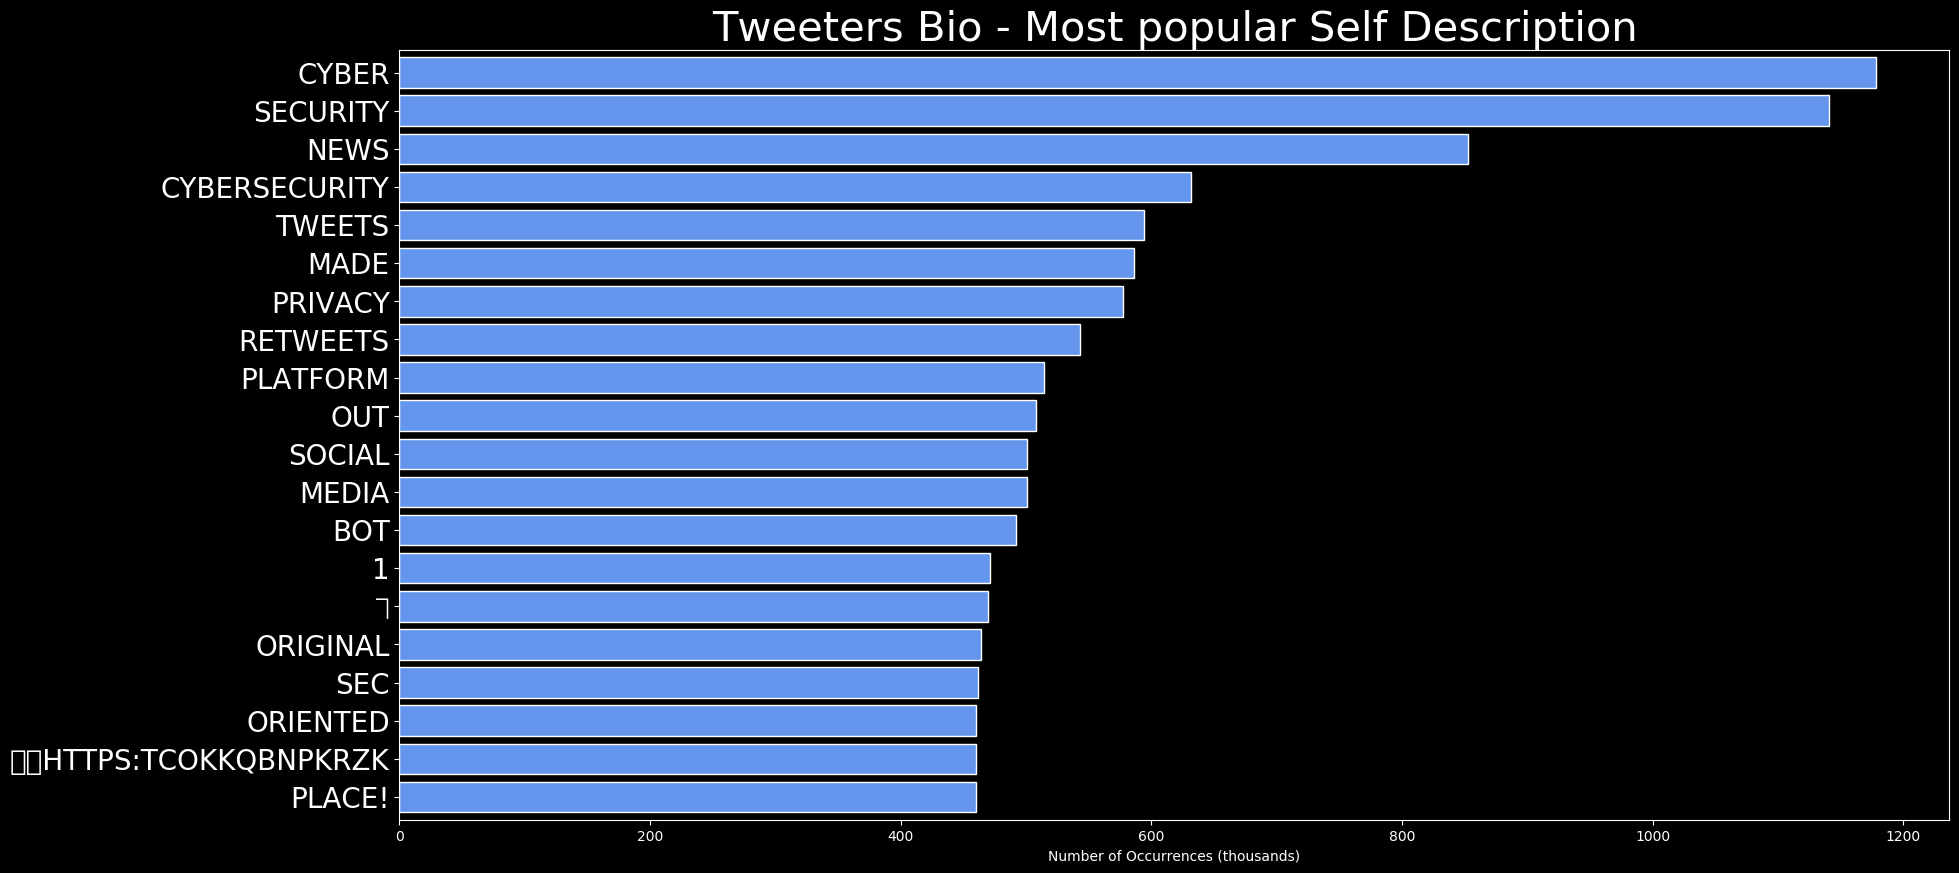 Tweeters Bio - Most popular Self Description
CYBER
SECURITY
NEWS
CYBERSECURITY
TWEETS
MADE
PRIVACY
RETWEETS
PLATFORM
OUT
SOCIAL
MEDIA
BOT
1
ORIGINAL
SEC
ORIENTED
HTTPS:TCOKKQBNPKRZK
PLACE!
0 200 400 600 800 1000 1200
Number of Occurrences (thousands)